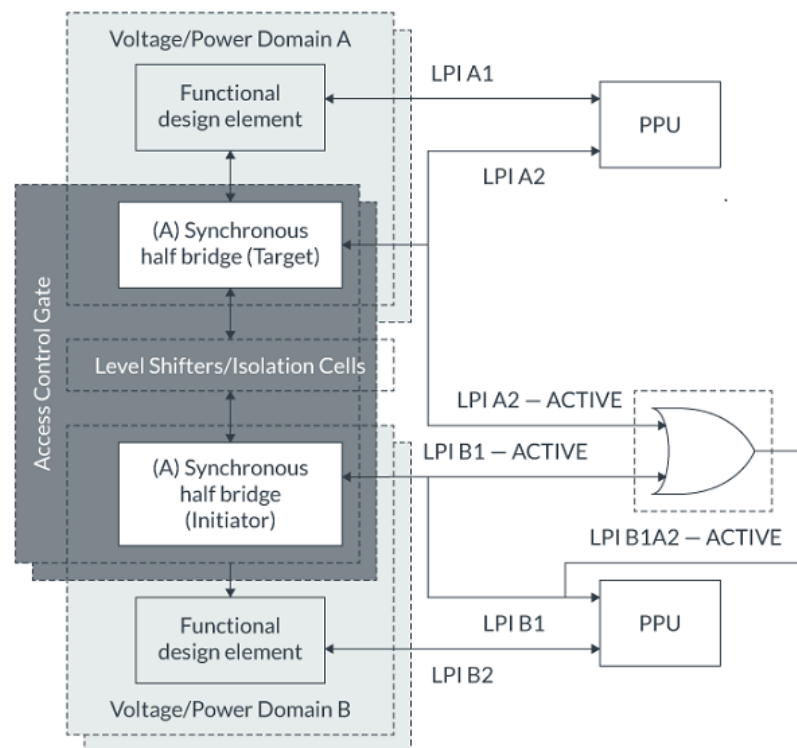 Voltage/Power Domain A
Functional
design element
LPI A1
PPU
LPI A2
(A) Synchronous
half bridge (Target)
Access Control Gate
Level Shifters/Isolation Cells
LPI A2 — ACTIVE
LPI B1 — ACTIVE
(A) Synchronous
half bridge
(Initiator)
LPI B1A2 — ACTIVE
Functional
design element
LPI B1
PPU
LPI B2
Voltage/Power Domain B